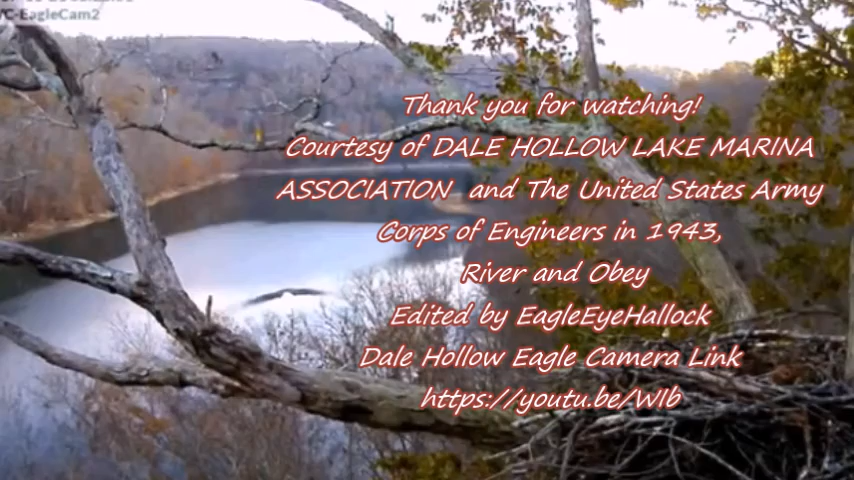 C-EagleCam2
Thank you for watching!
Courtesy of DALE HOLLOW LAKE MARINA
ASSOCIATION and The United States Army
Corps of Engineers in 1943,
River and Obey
Edited by EagleEyeHallock
Dale Hollow Eagle Camera Link
https://youtu.be/WIb